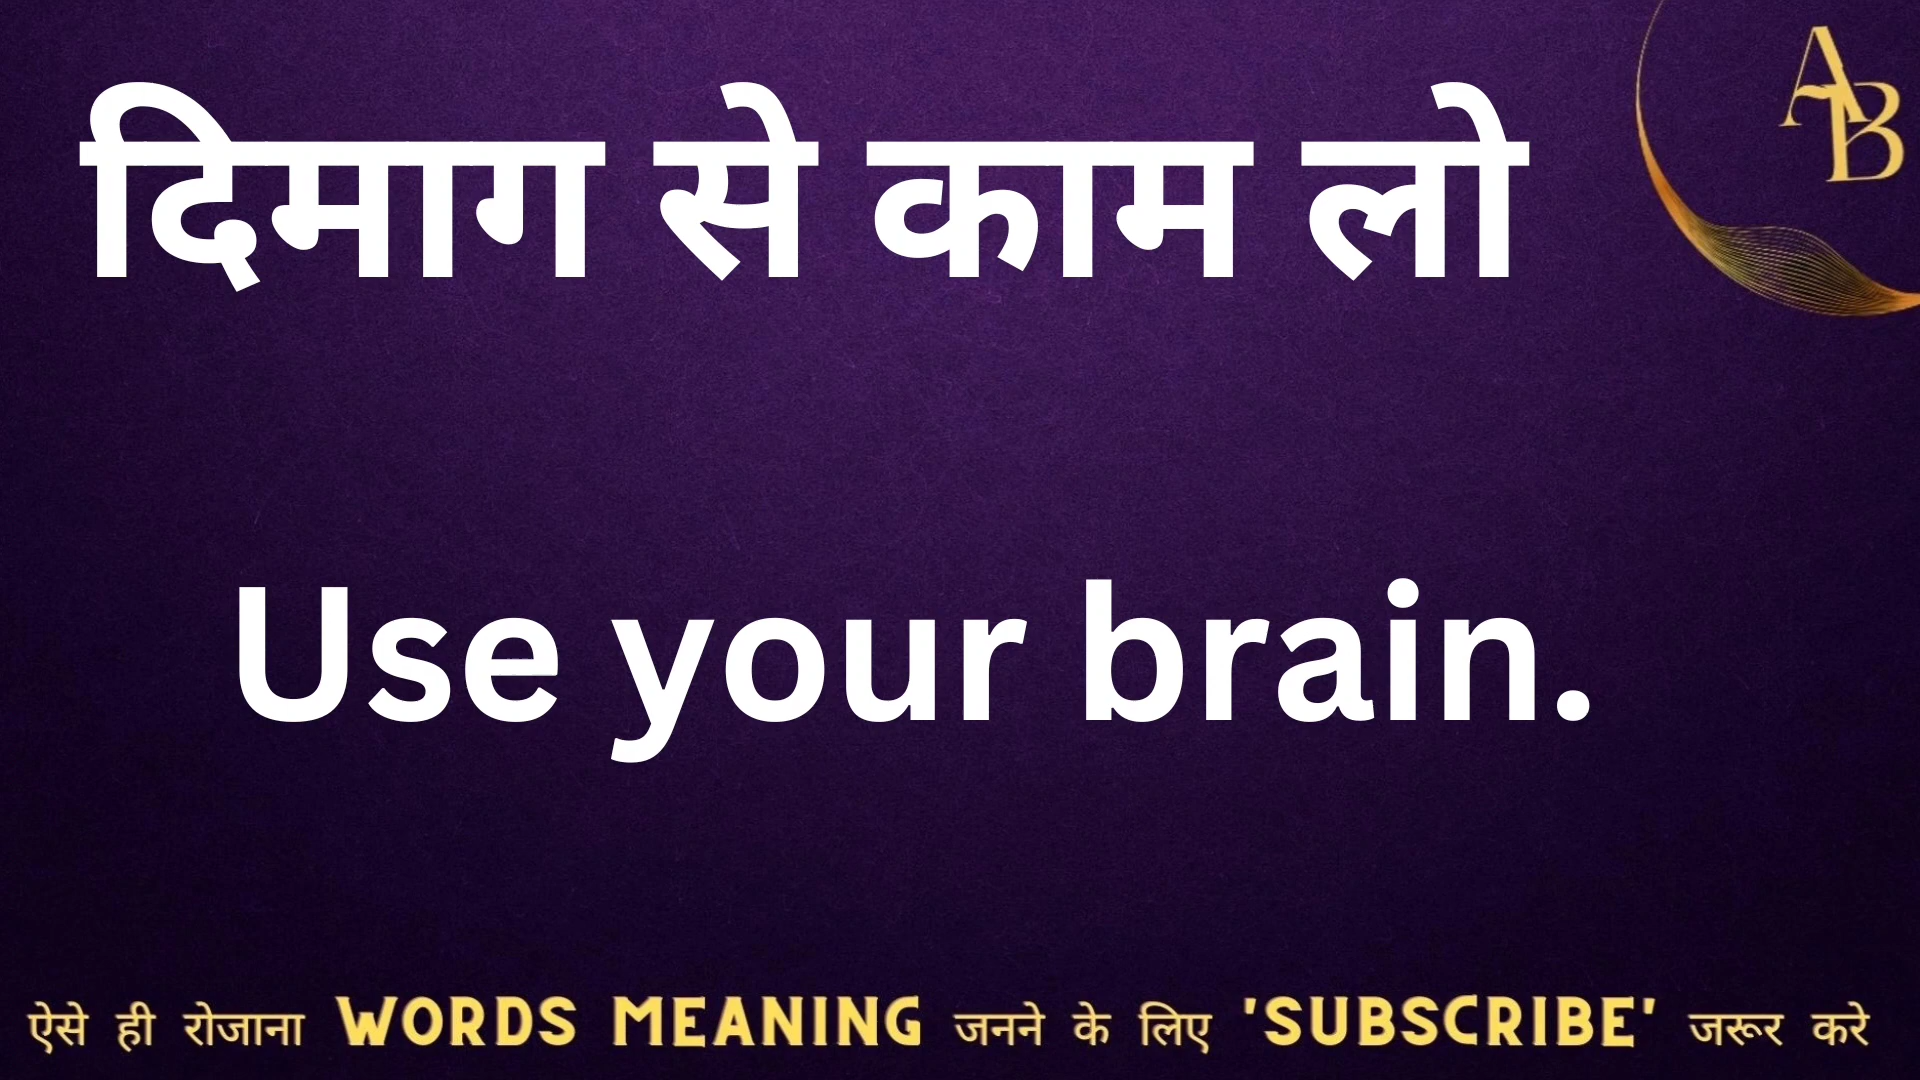 AB
दिमाग से काम लो
Use your brain.
ऐसे ही रोजाना WORDS MEANING जनने के लिए 'SUBSCRIBE' जरूर करे